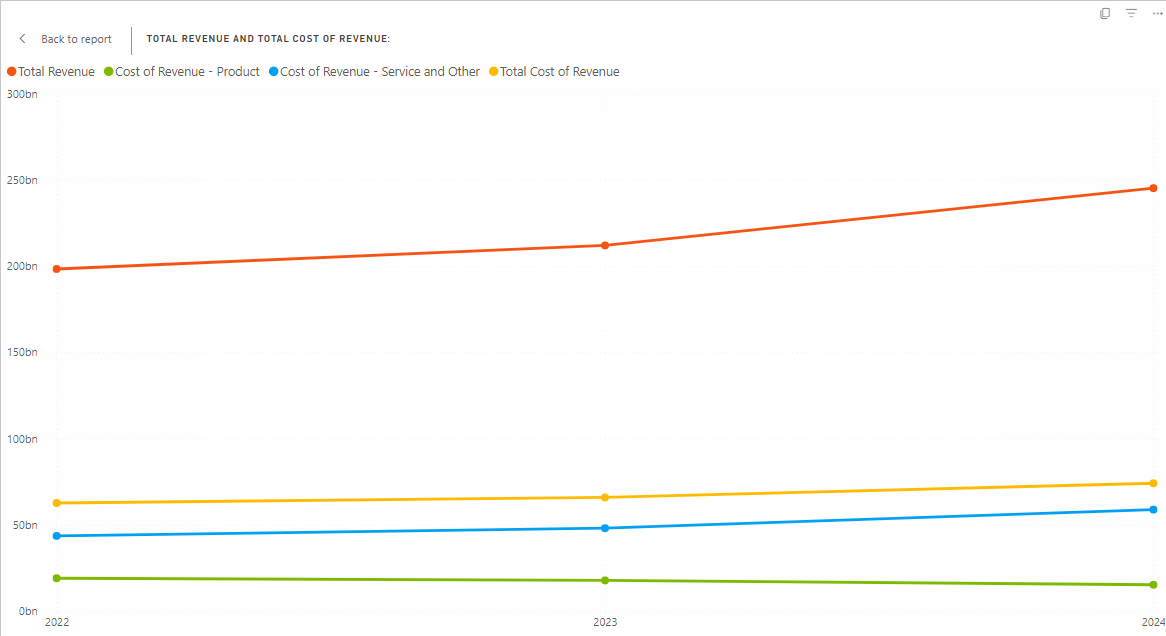 Back to report
TOTAL REVENUE AND TOTAL COST OF REVENUE:
Total Revenue Cost of Revenue - Product Cost of Revenue - Service and Other Total Cost of Revenue
300bn
250bn
200bn
150bn
100bn
50bn
0bn
2022 2023 2024